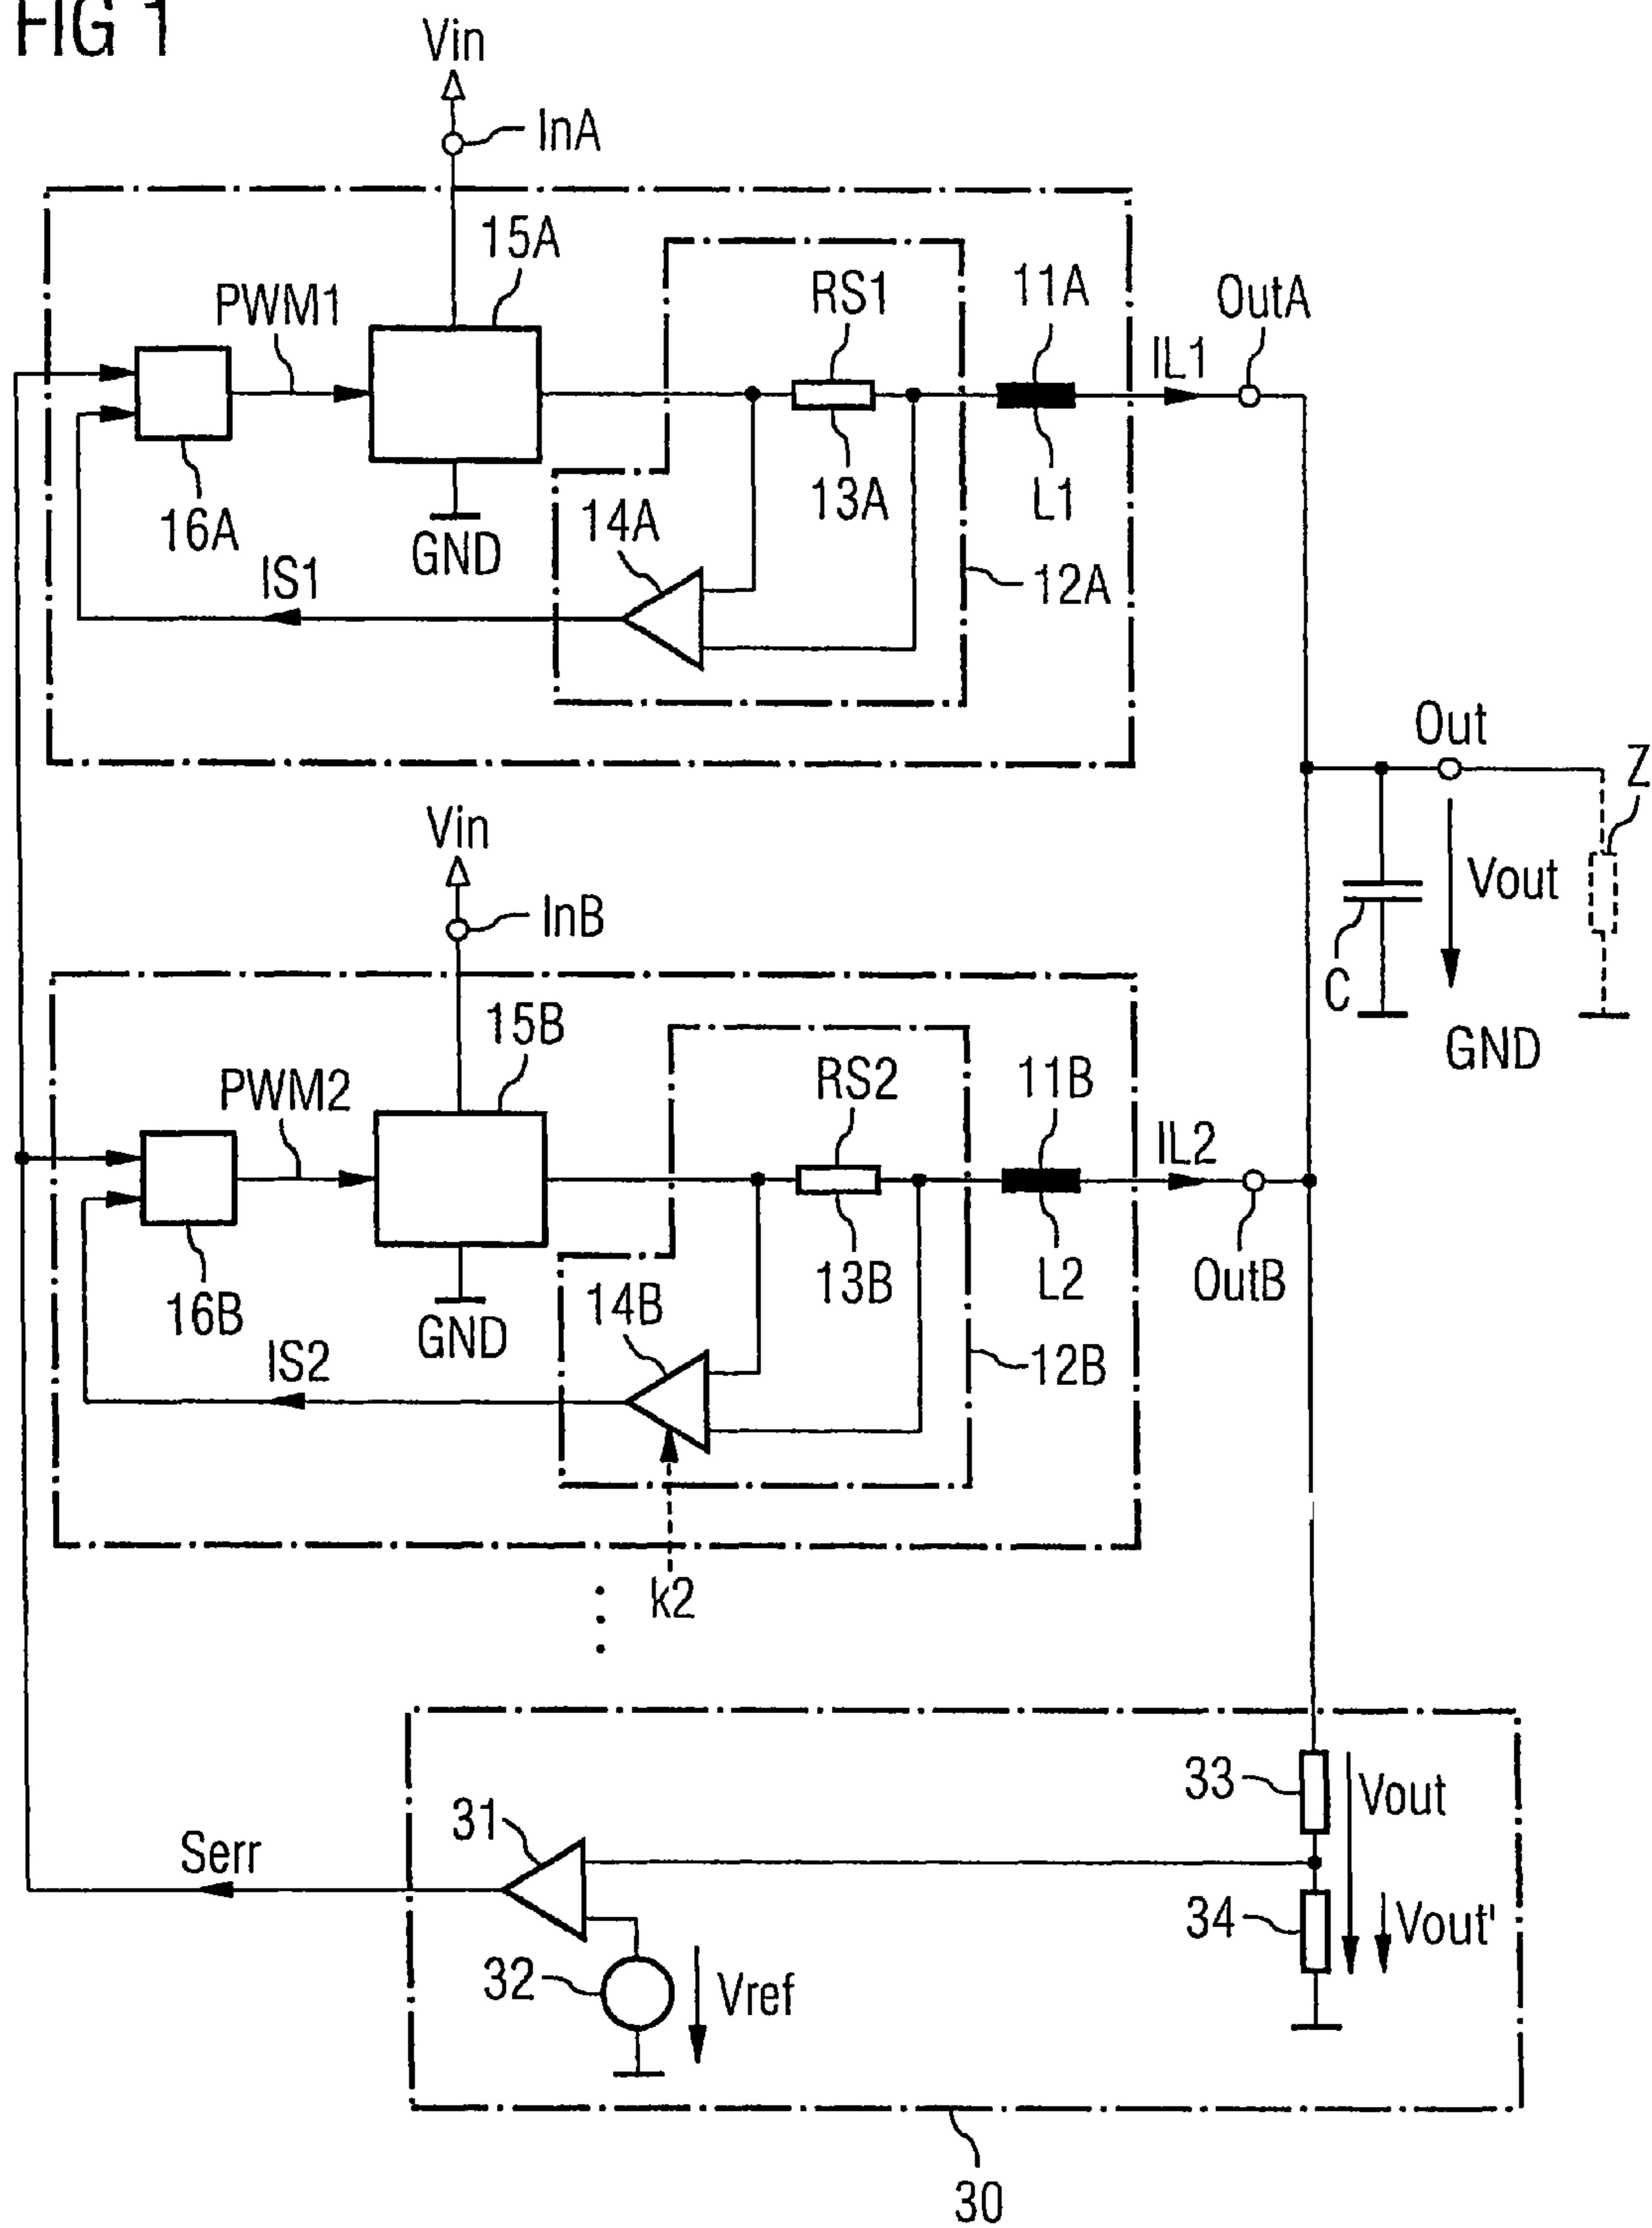 FIG 1
Vin
InA
15A
PWM1
RS1
11A
OutA
IL1
16A
GND
14A
13A
L1
IS1
12A
Out
Z
Vin
Vout
InB
C
15B
GND
PWM2
RS2
11B
IL2
16B
GND
14B
13B
L2
OutB
IS2
12B
k2
33
Vout
31
Serr
34
Vout'
32
Vref
30